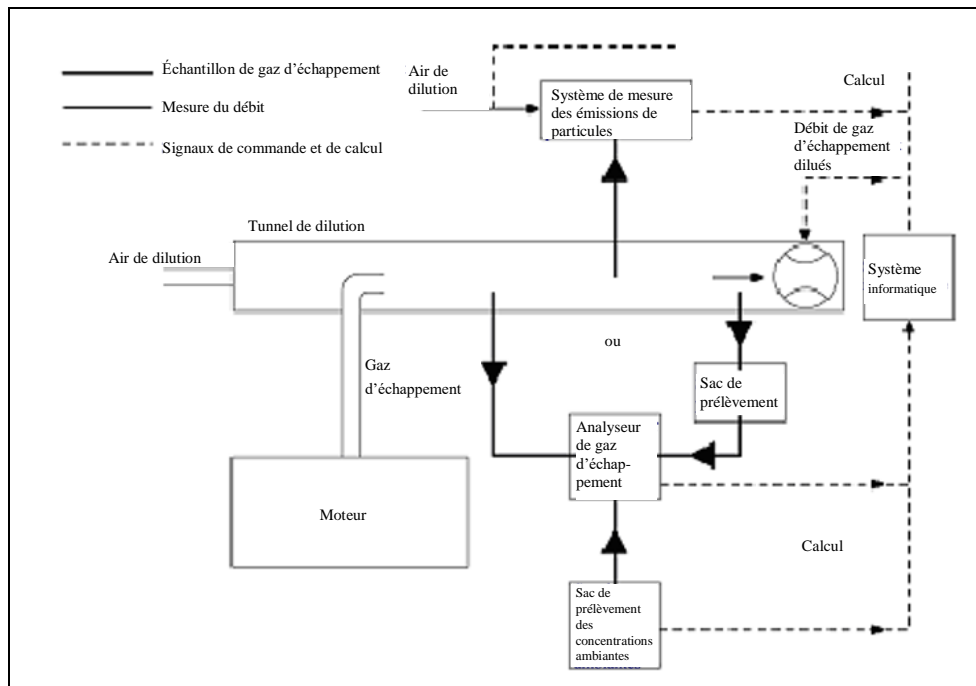 Échantillon de gaz d'échappement
Mesure du débit
Signaux de commande et de calcul
Air de
dilution
Système de mesure
des émissions de
particules
Calcul
Débit de gaz
d'échappement
dilués
Tunnel de dilution
Air de dilution
Système
informatique
ou
Gaz
d'échappement
Sac de
prélèvement
Analyseur
de gaz
d'échap-
pement
Moteur
Calcul
Sac de
prélèvement
des
concentrations
ambiantes